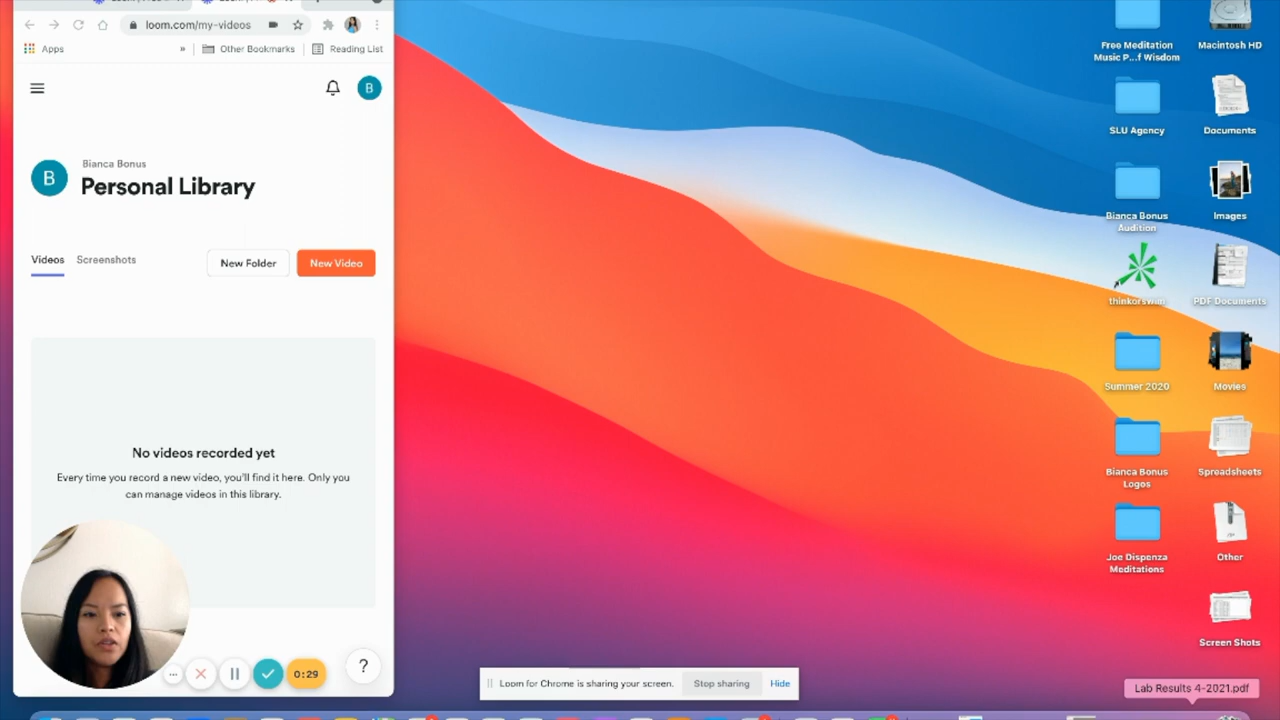 loom.com/my-videos
Apps
»
Other Bookmarks
Reading List
B
Bianca Bonus
B
Personal Library
Videos
Screenshots
New Folder
New Video
No videos recorded yet
Every time you record a new video, you'll find it here. Only you
can manage videos in this library.
0:29
?
Loom for Chrome is sharing your screen.
Stop sharing
Hide
Free Meditation
Music P...f Wisdom
Macintosh HD
SLU Agency
Documents
Bianca Bonus
Audition
Images
thinkorswim
PDF Documents
Summer 2020
Movies
Bianca Bonus
Logos
Spreadsheets
Joe Dispenza
Meditations
Other
Screen Shots
Lab Results 4-2021.pdf